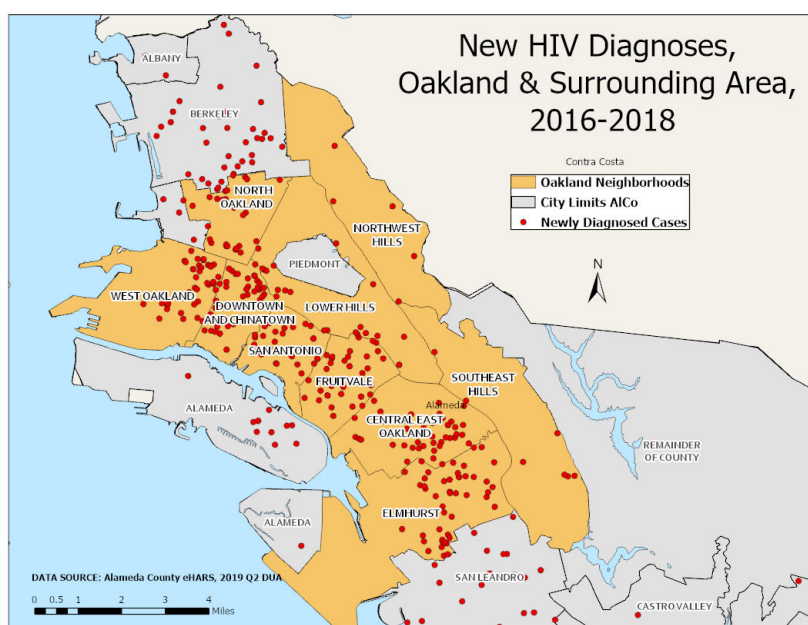 New HIV Diagnoses,
Oakland & Surrounding Area,
2016-2018
Contra Costa
Oakland Neighborhoods
City Limits AlCo
Newly Diagnosed Cases
N
ALBANY
BERKELEY
NORTH
OAKLAND
NORTHWEST
HILLS
PIEDMONT
WEST OAKLAND
DOWNTOWN
AND CHINATOWN
LOWER HILLS
SAN ANTONIO
FRUITVALE
SOUTHEAST
HILLS
ALAMEDA
Alameda
CENTRAL EAST
OAKLAND
REMAINDER
OF COUNTY
ELMHURST
ALAMEDA
SAN LEANDRO
CASTRO VALLEY
DATA SOURCE: Alameda County eHARS, 2019 Q2 DUA
0 0.5 1 2 3 4
Miles